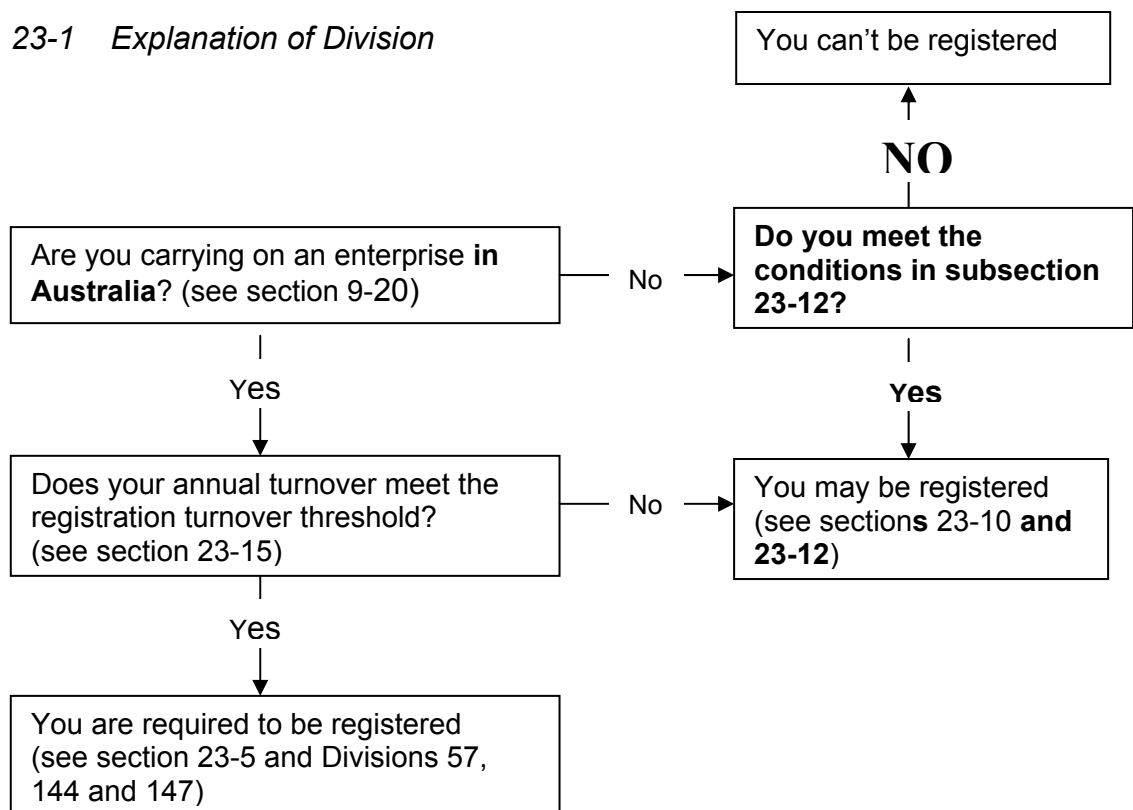 23-1 Explanation of Division
You can’t be registered
NO
Are you carrying on an enterprise in
Australia? (see section 9-20)
No
Do you meet the
conditions in subsection
23-12?
Yes
Yes
Does your annual turnover meet the
registration turnover threshold?
(see section 23-15)
No
You may be registered
(see sections 23-10 and
23-12)
Yes
You are required to be registered
(see section 23-5 and Divisions 57,
144 and 147)